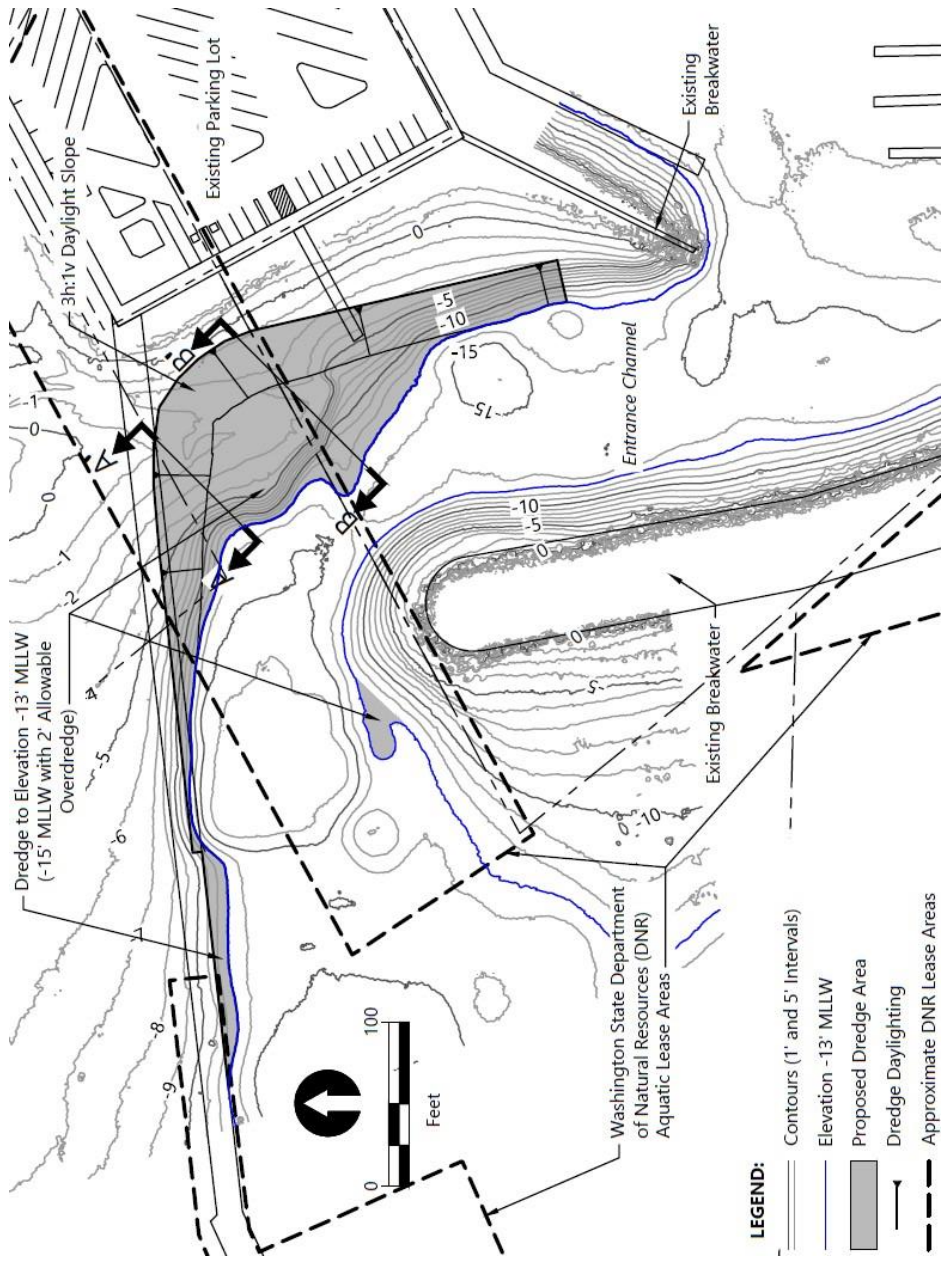 Dredge to Elevation -13' MLLW
(-15' MLLW with 2' Allowable
Overdredge)
3h:1v Daylight Slope
-9
-8
-7
-6
-5
-4
-2
-1
0
0
-1
A
A
B
B
Existing Parking Lot
0
-5
-10
-15
-15
Entrance Channel
-10
-5
0
0
-5
-10
Existing
Breakwater
Existing Breakwater
0
100
Feet
Washington State Department
of Natural Resources (DNR)
Aquatic Lease Areas
LEGEND:
Contours (1' and 5' Intervals)
Elevation -13' MLLW
Proposed Dredge Area
Dredge Daylighting
Approximate DNR Lease Areas